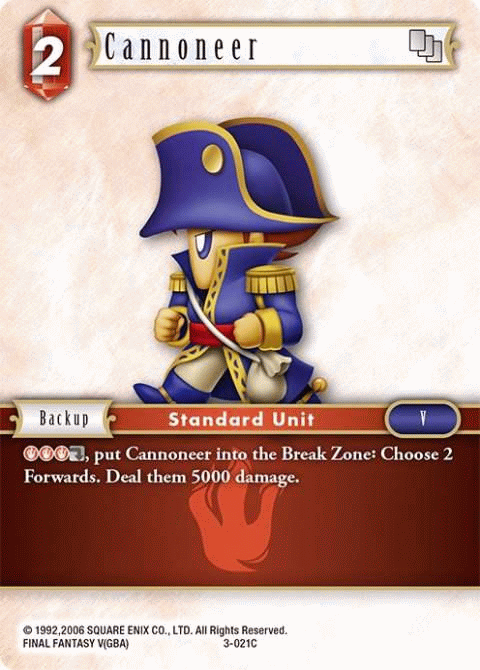 2
Cannoneer
Backup
Standard Unit
V
, put Cannoneer into the Break Zone: Choose 2
Forwards. Deal them 5000 damage.
© 1992,2006 SQUARE ENIX CO., LTD. All Rights Reserved.
FINAL FANTASY V(GBA)
3-021C